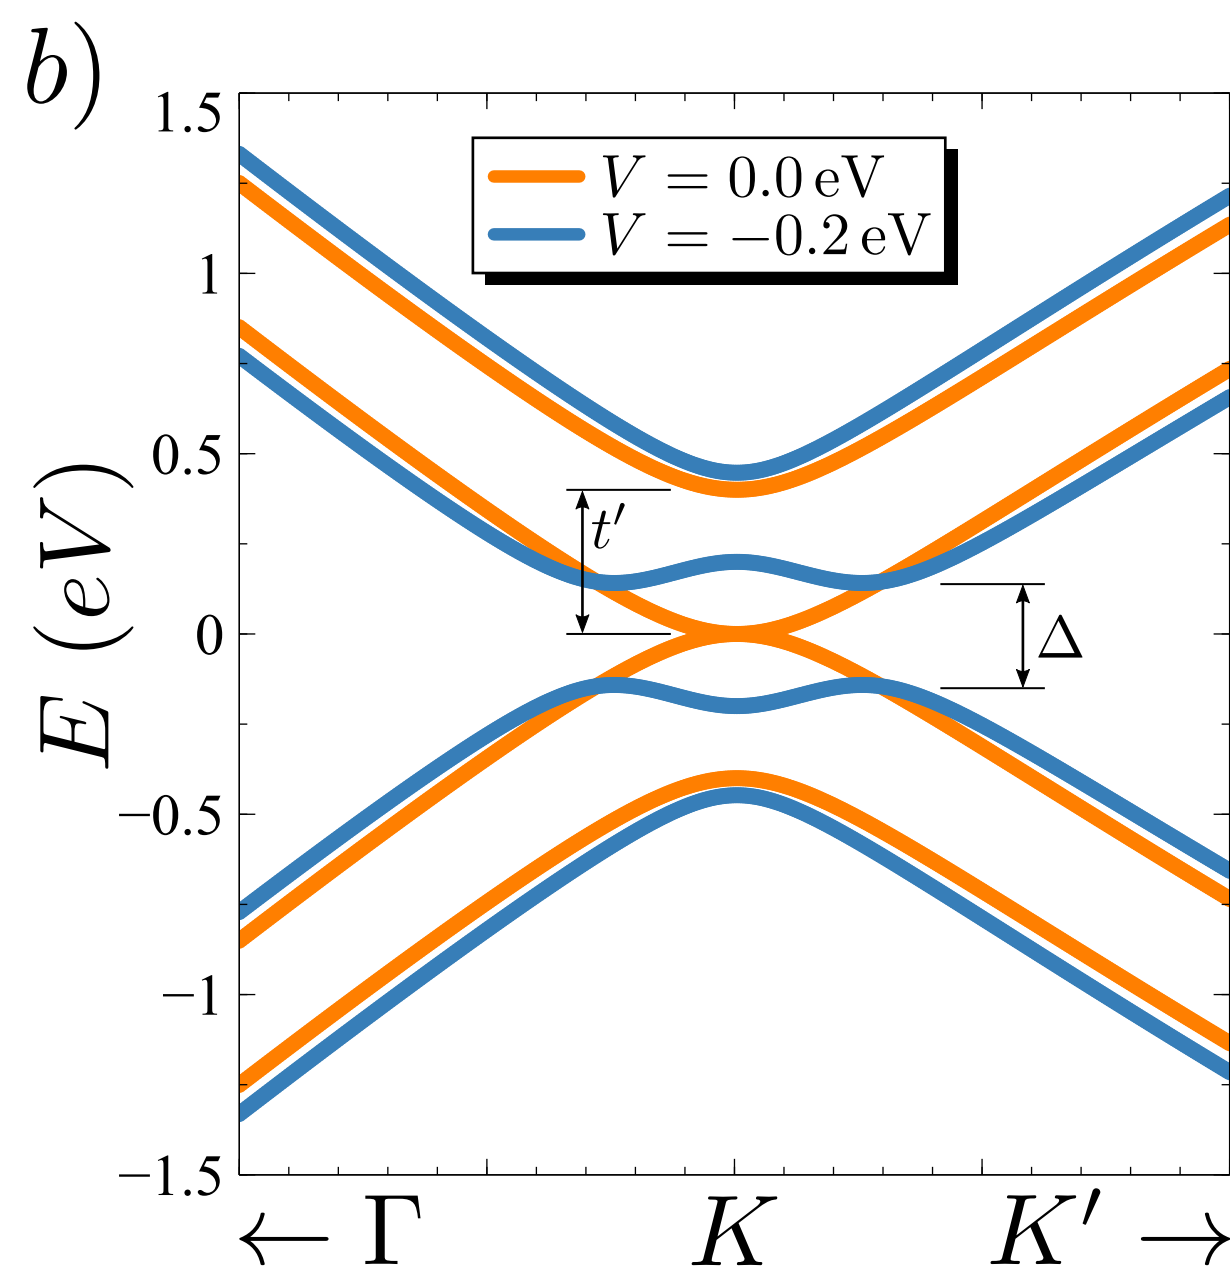 b)
V = 0.0 eV
V = −0.2 eV
1.5
1
0.5
0
−0.5
−1
−1.5
E (eV)
t′
Δ
← Γ K K′ →